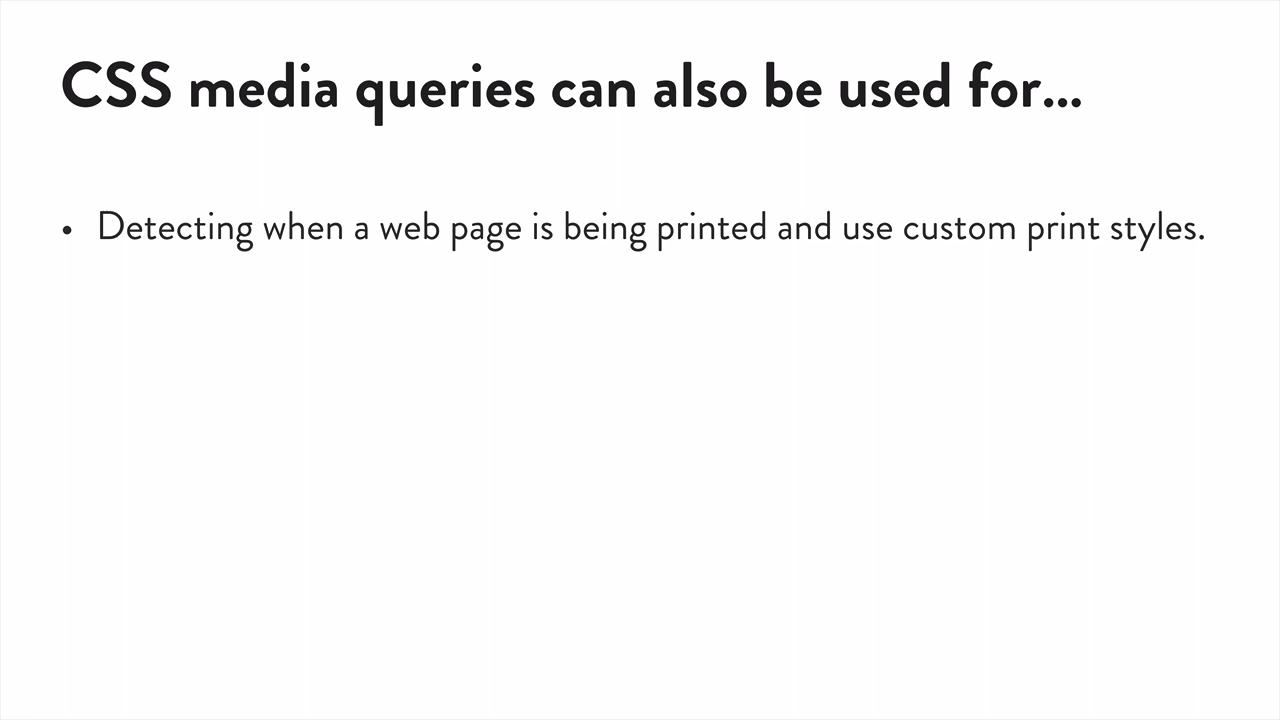 CSS media queries can also be used for...
• Detecting when a web page is being printed and use custom print styles.